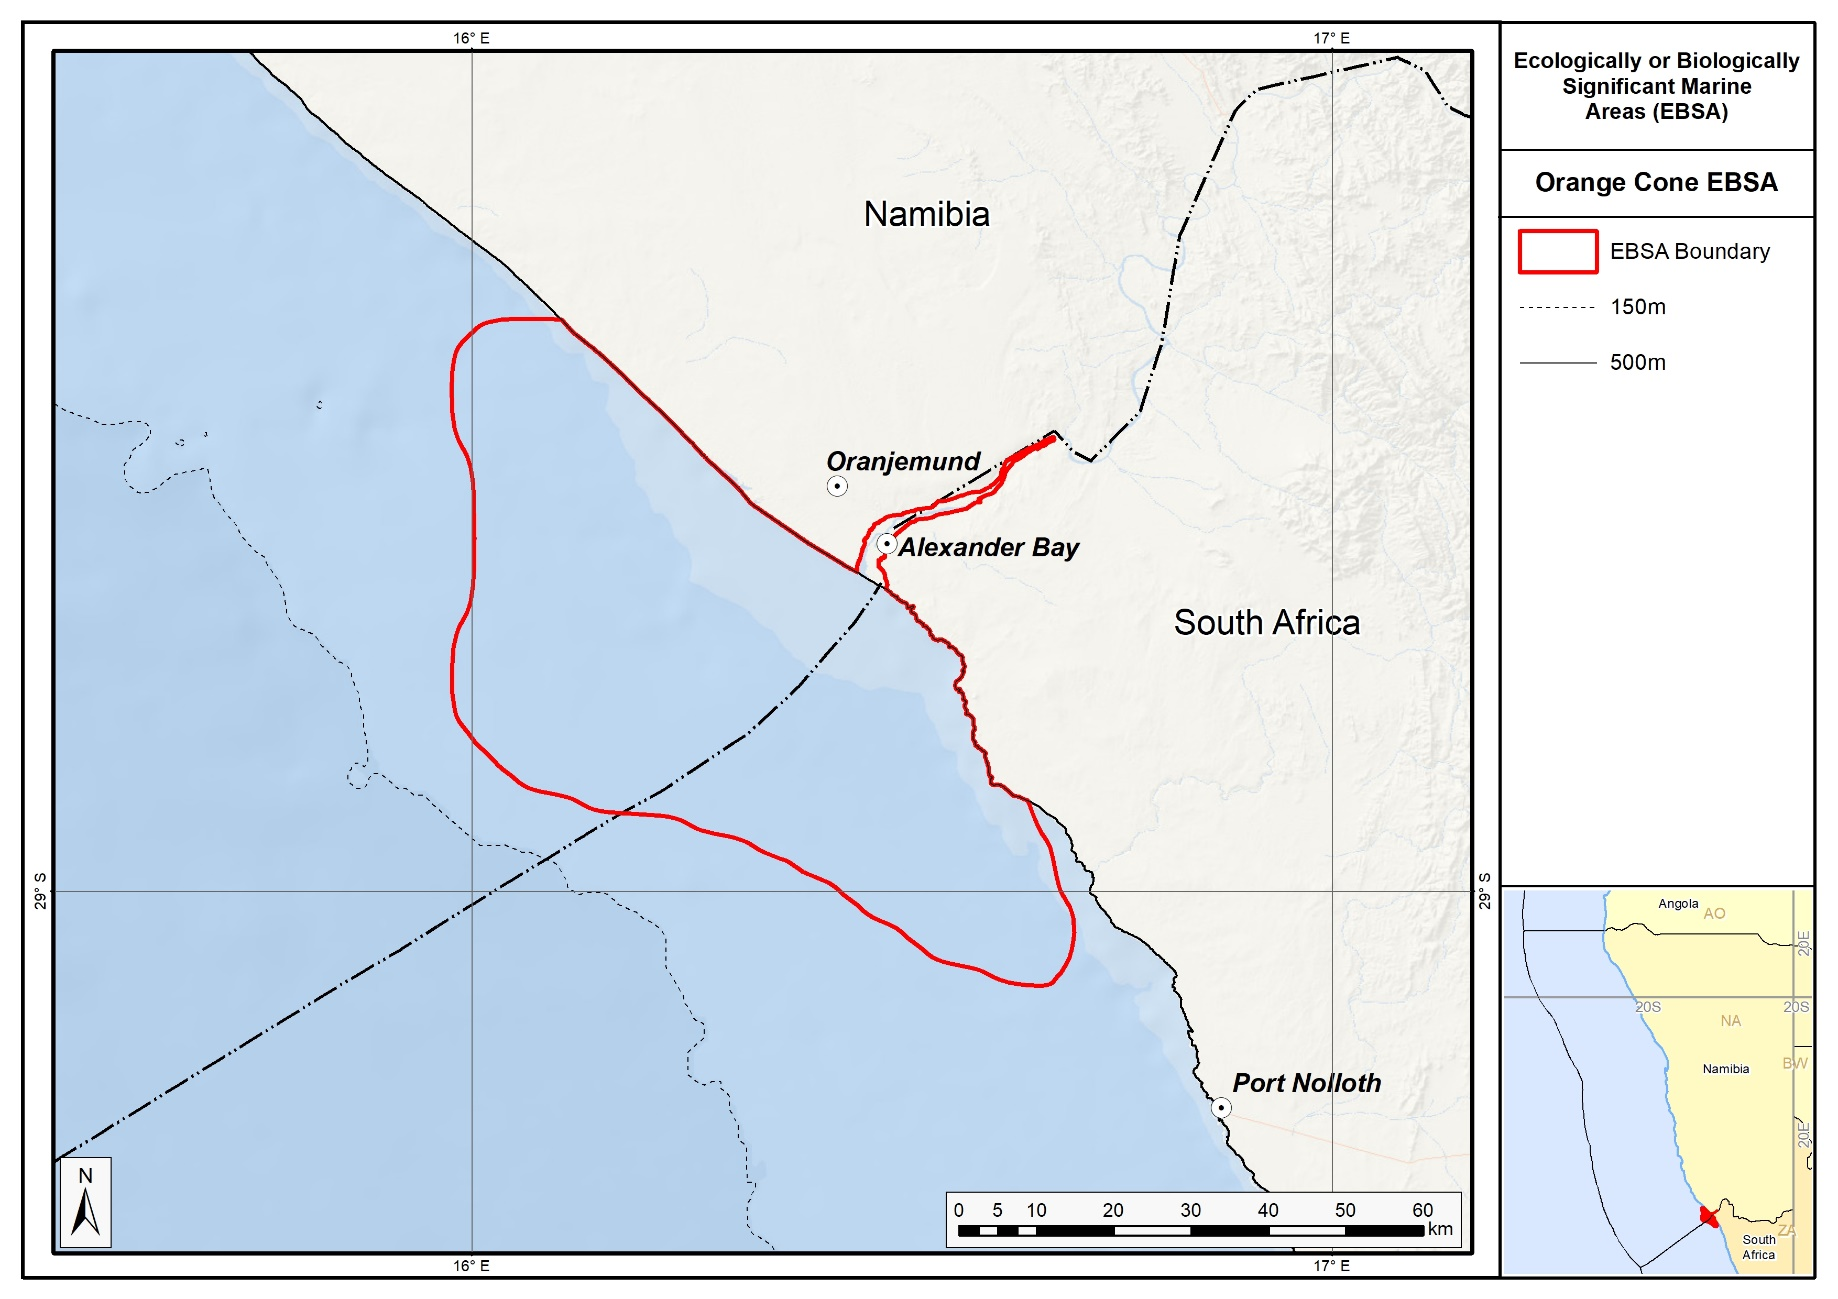 16° E
17° E
Namibia
Oranjemund
Alexander Bay
South Africa
29° S
29° S
Port Nolloth
N
0 5 10 20 30 40 50 60
km
16° E
17° E
Ecologically or Biologically
Significant Marine
Areas (EBSA)
Orange Cone EBSA
EBSA Boundary
150m
500m
Angola
AO
20E
20S
20S
NA
BW
Namibia
20E
ZA
South
Africa